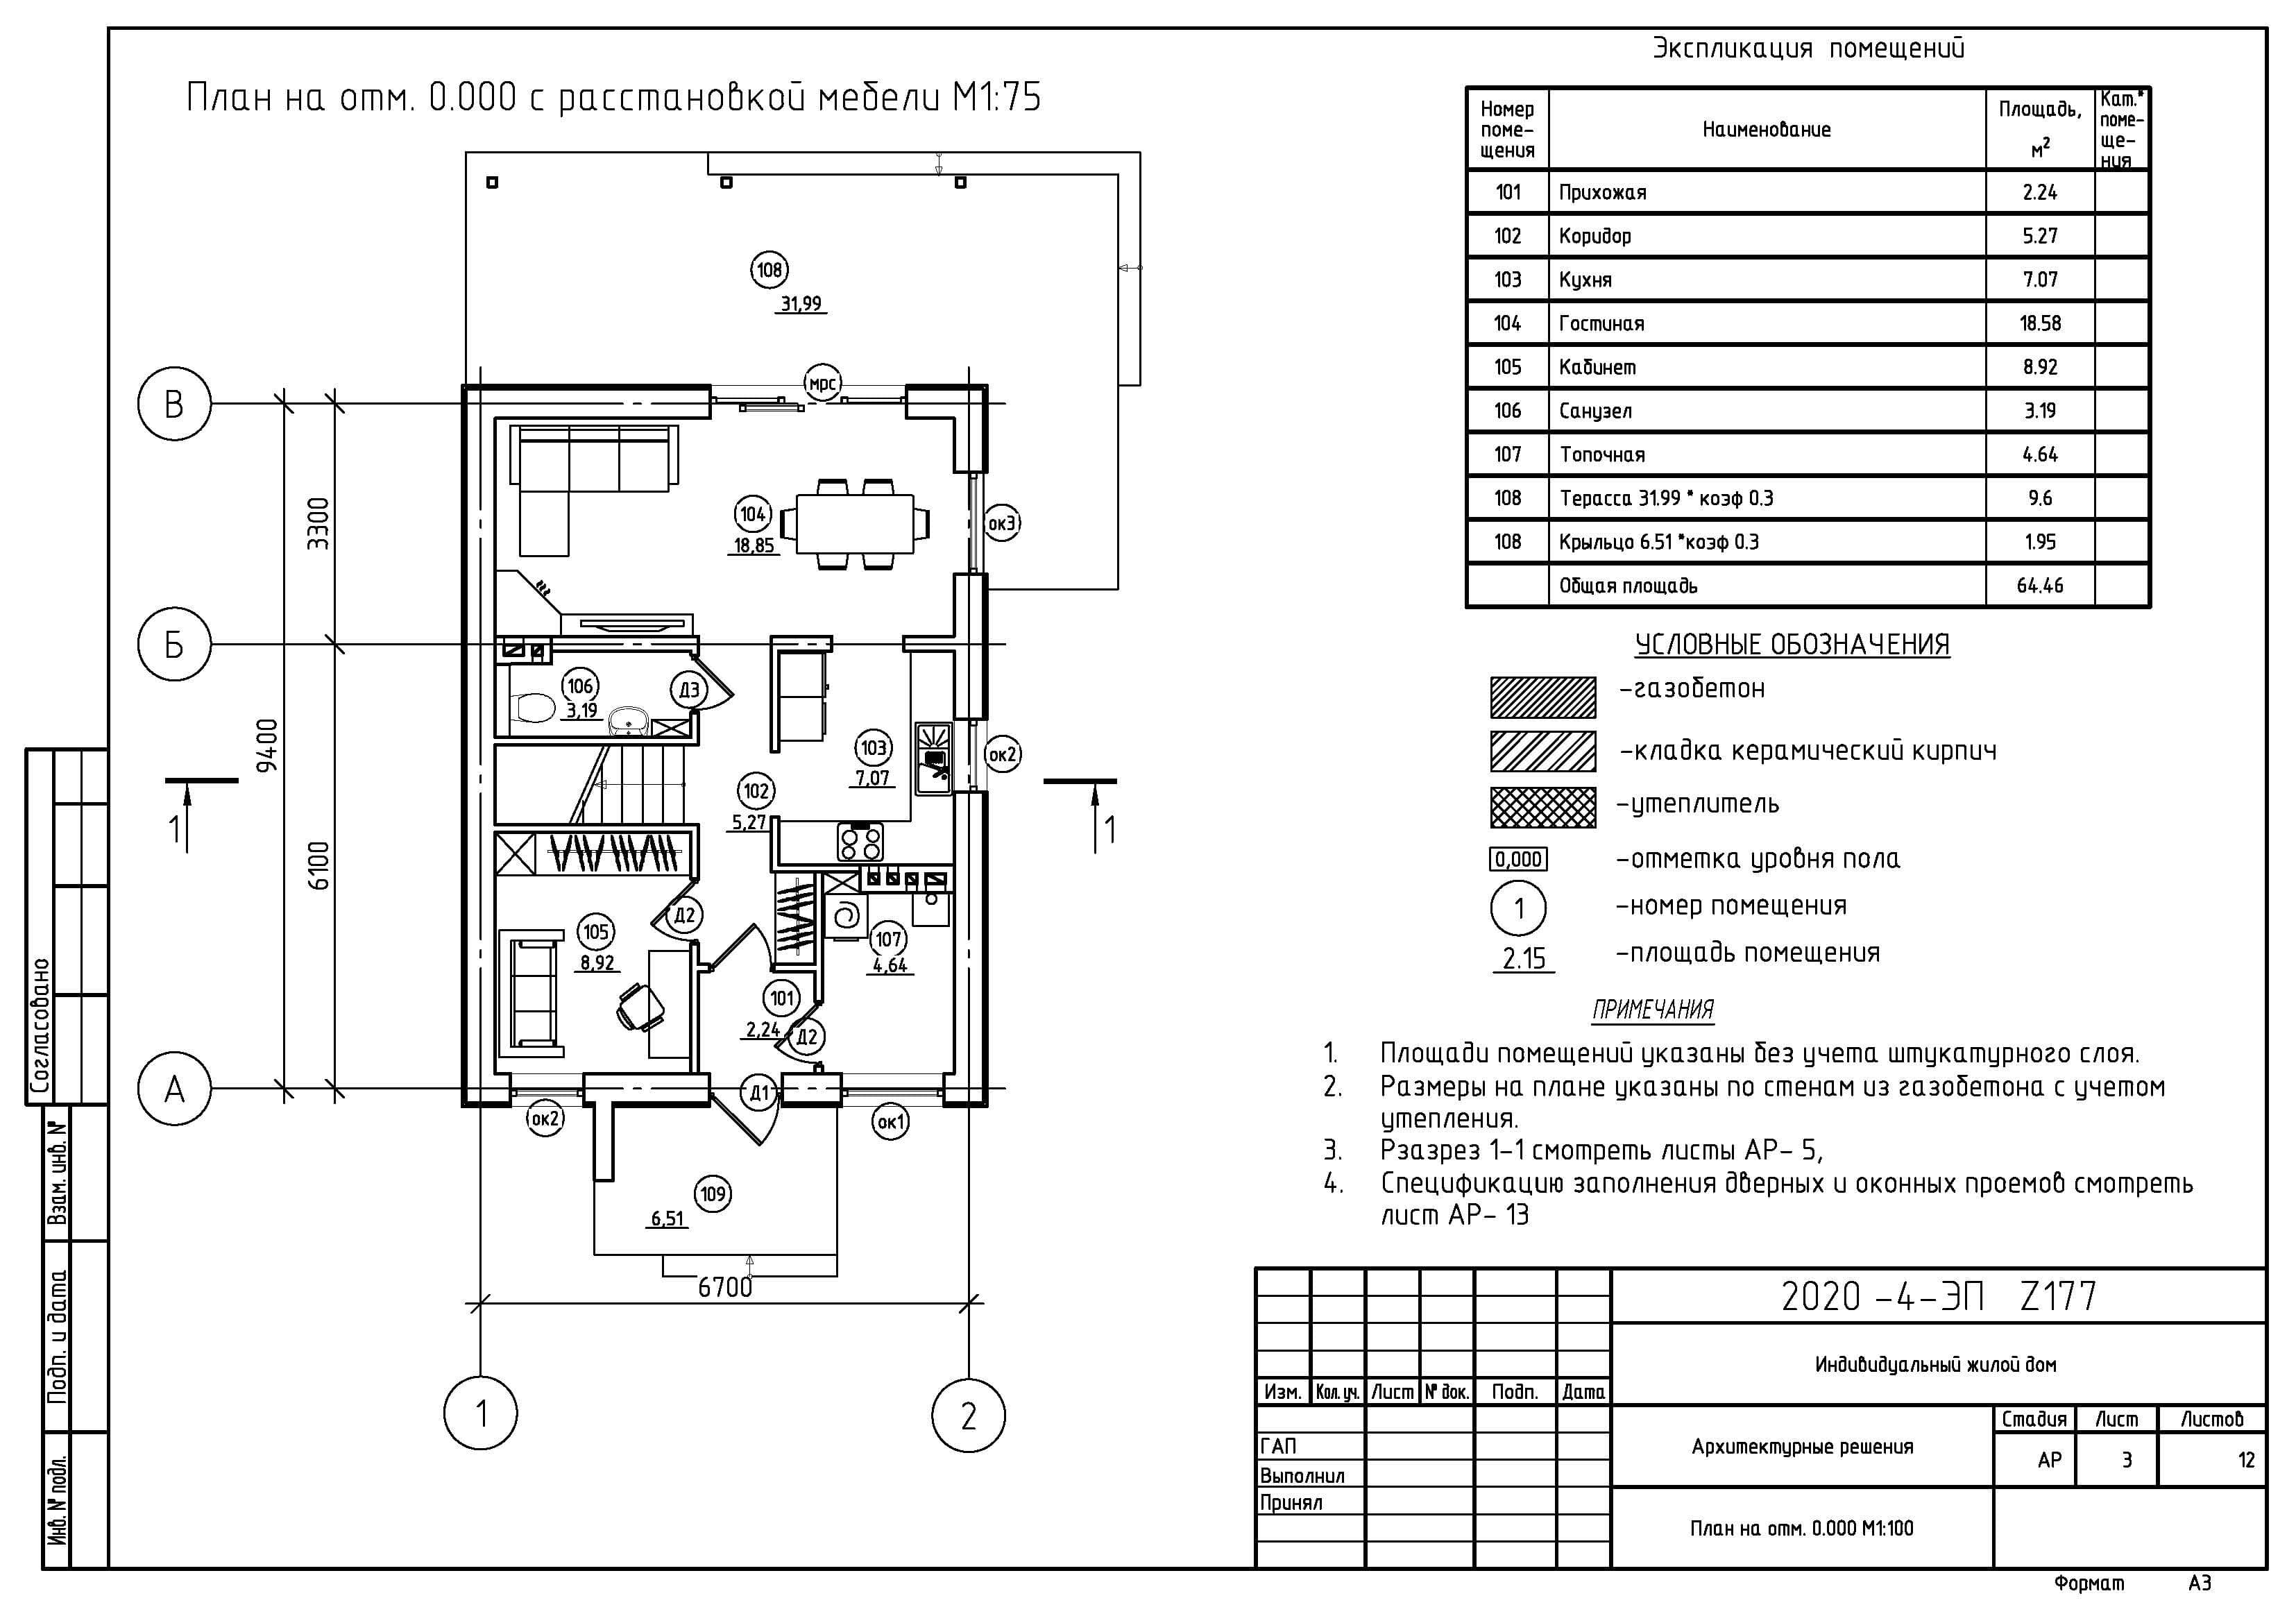 План на отм. 0.000 с расстановкой мебели М1:75
Экспликация помещений
Номер поме- щения
Наименование
Площадь, м2
Кат.* поме- ще- ния
101 Прихожая 2.24
102 Коридор 5.27
103 Кухня 7.07
104 Гостиная 18.58
105 Кабинет 8.92
106 Санузел 3.19
107 Топочная 4.64
108 Терасса 31.99 * коэф 0.3 9.6
108 Крыльцо 6.51 *коэф 0.3 1.95
Общая площадь 64.46
108
31,99
В
мрс
3300
104
18,85
ок3
Б
106
3,19
Д3
9400
103
7,07
ок2
102
5,27
1
1
6100
Д2
105
8,92
107
4,64
101
2,24
Д2
А
Д1
ок2
ок1
109
6,51
6700
1
2
УСЛОВНЫЕ ОБОЗНАЧЕНИЯ
-газобетон
-кладка керамический кирпич
-утеплитель
0,000 -отметка уровня пола
1 -номер помещения
2.15 -площадь помещения
ПРИМЕЧАНИЯ
1. Площади помещений указаны без учета штукатурного слоя.
2. Размеры на плане указаны по стенам из газобетона с учетом
утепления.
3. Рзазрез 1-1 смотреть листы АР- 5,
4. Спецификацию заполнения дверных и оконных проемов смотреть
лист АР- 13
Согласовано
Взам. инв. №
Подп. и дата
Инв. № подл.
2020 -4-ЭП Z177
Индивидуальный жилой дом
Изм. Кол. уч. Лист № док. Подп. Дата
ГАП
Выполнил
Принял
Архитектурные решения
Стадия Лист Листов
АР 3 12
План на отм. 0.000 М1:100
Формат А3